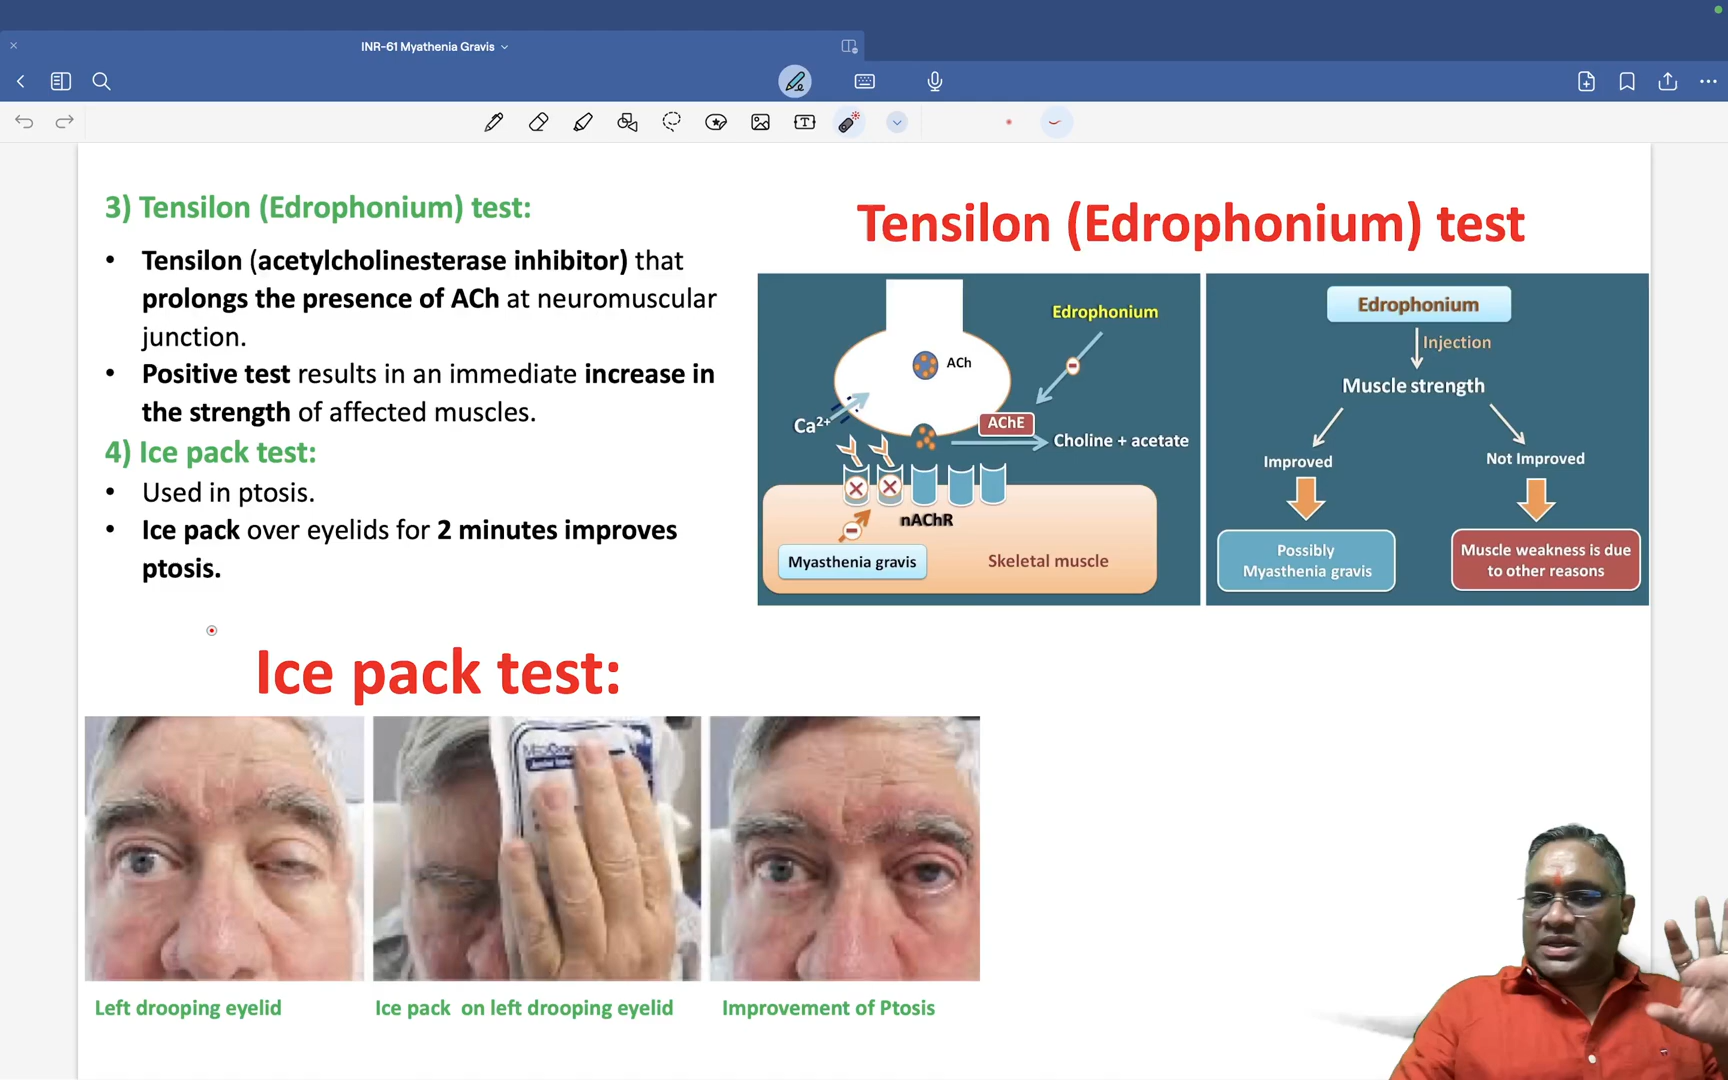 INR-61 Myathenia Gravis
3) Tensilon (Edrophonium) test:
• Tensilon (acetylcholinesterase inhibitor) that
prolongs the presence of ACh at neuromuscular
junction.
• Positive test results in an immediate increase in
the strength of affected muscles.
4) Ice pack test:
• Used in ptosis.
• Ice pack over eyelids for 2 minutes improves
ptosis.
Tensilon (Edrophonium) test
Edrophonium
ACh
Ca2+
AChE
Choline + acetate
nAChR
Myasthenia gravis
Skeletal muscle
Edrophonium
Injection
Muscle strength
Improved
Not Improved
Possibly
Myasthenia gravis
Muscle weakness is due
to other reasons
Ice pack test:
Left drooping eyelid
Ice pack on left drooping eyelid
Improvement of Ptosis